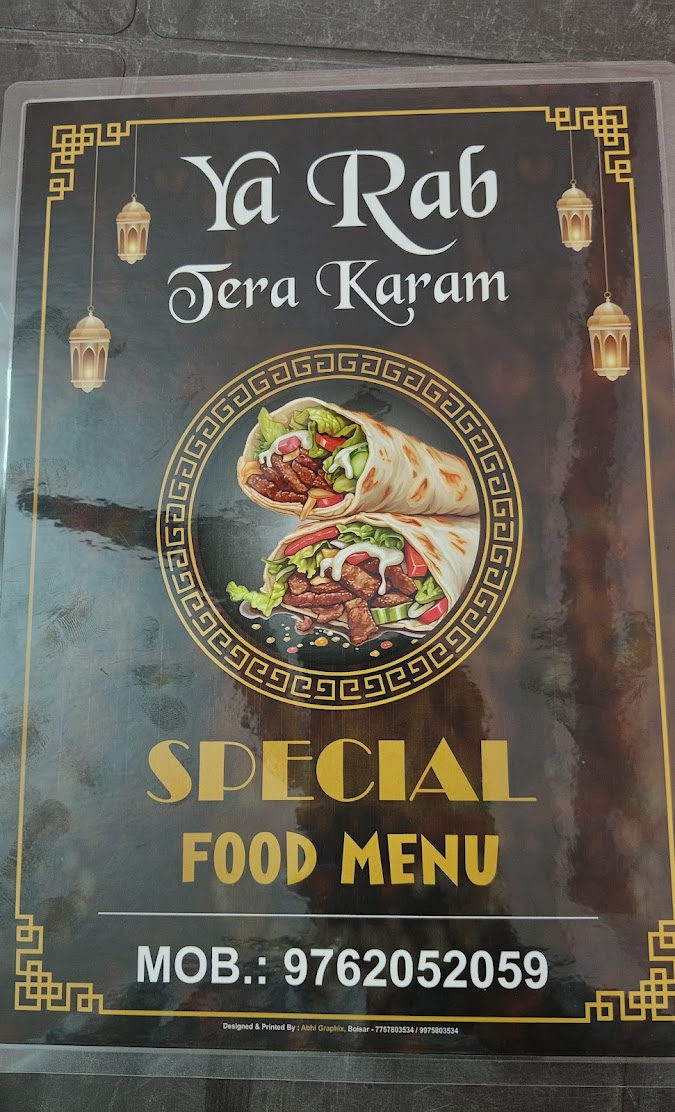 Ya Rab
Tera Karam
SPECIAL
FOOD MENU
MOB.: 9762052059
Designed & Printed By : Abhi Graphix, Boisar - 7757803534 / 9975803534